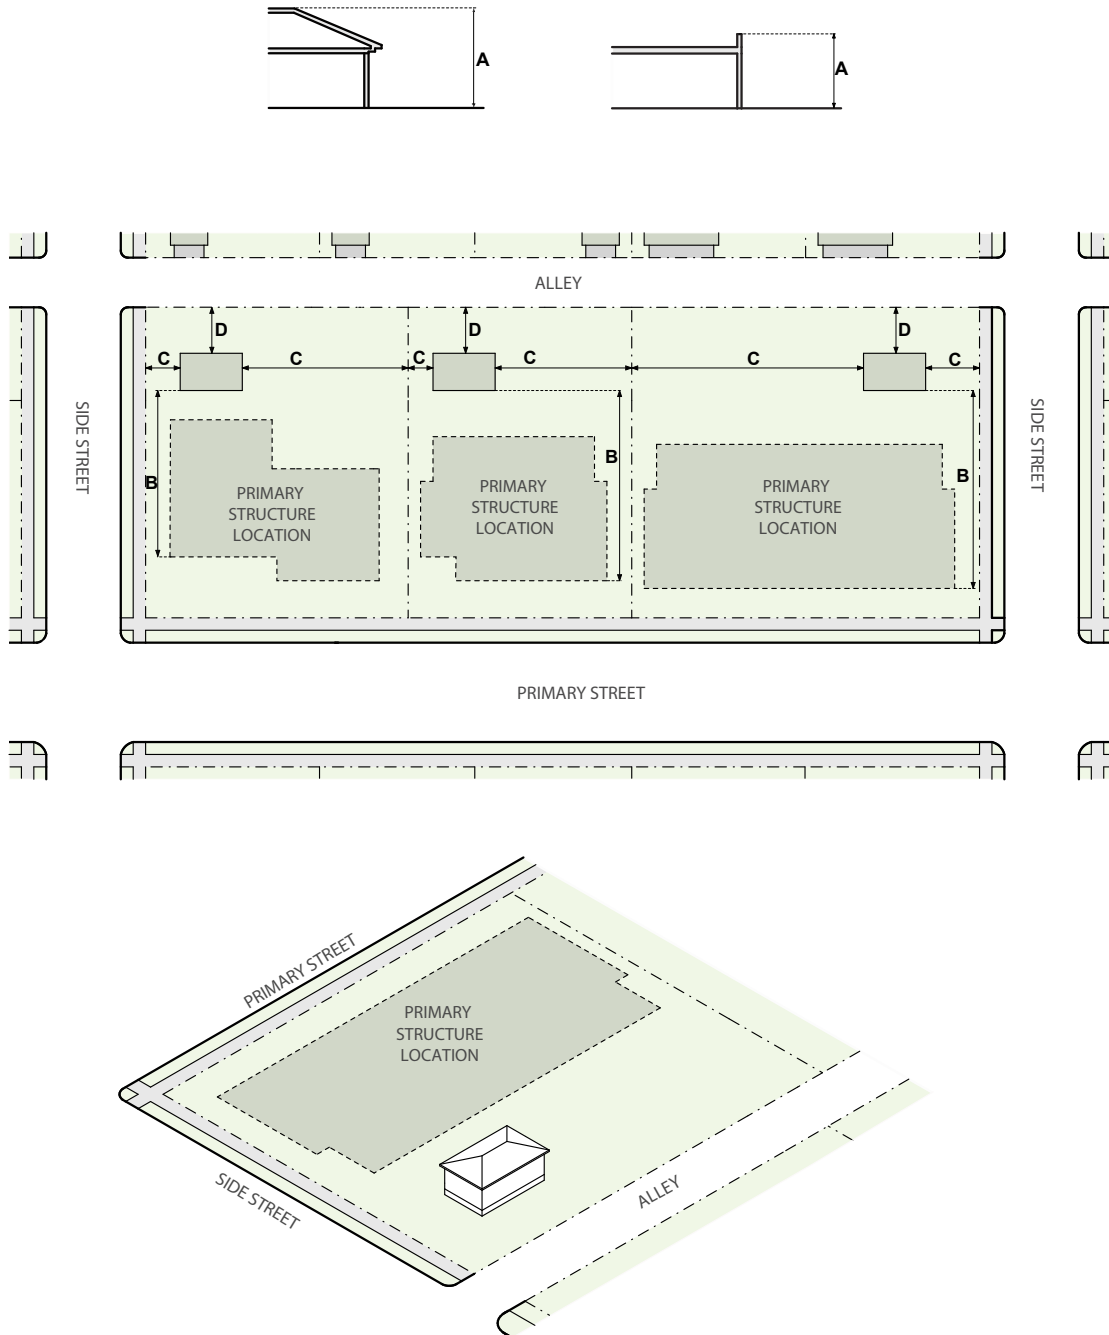 A
A
ALLEY
D
D
D
C
C
C
C
C
C
SIDE STREET
SIDE STREET
B
B
B
PRIMARY
STRUCTURE
LOCATION
PRIMARY
STRUCTURE
LOCATION
PRIMARY
STRUCTURE
LOCATION
PRIMARY STREET
PRIMARY STREET
PRIMARY
STRUCTURE
LOCATION
SIDE STREET
ALLEY